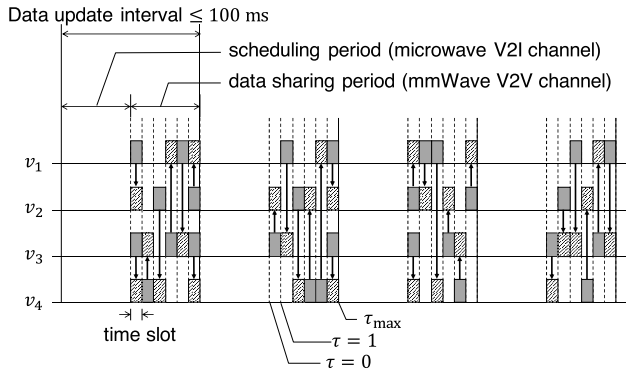 Data update interval ≤ 100 ms
scheduling period (microwave V2I channel)
data sharing period (mmWave V2V channel)
v₁
v₂
v₃
v₄
time slot
τₘₐₓ
τ = 1
τ = 0